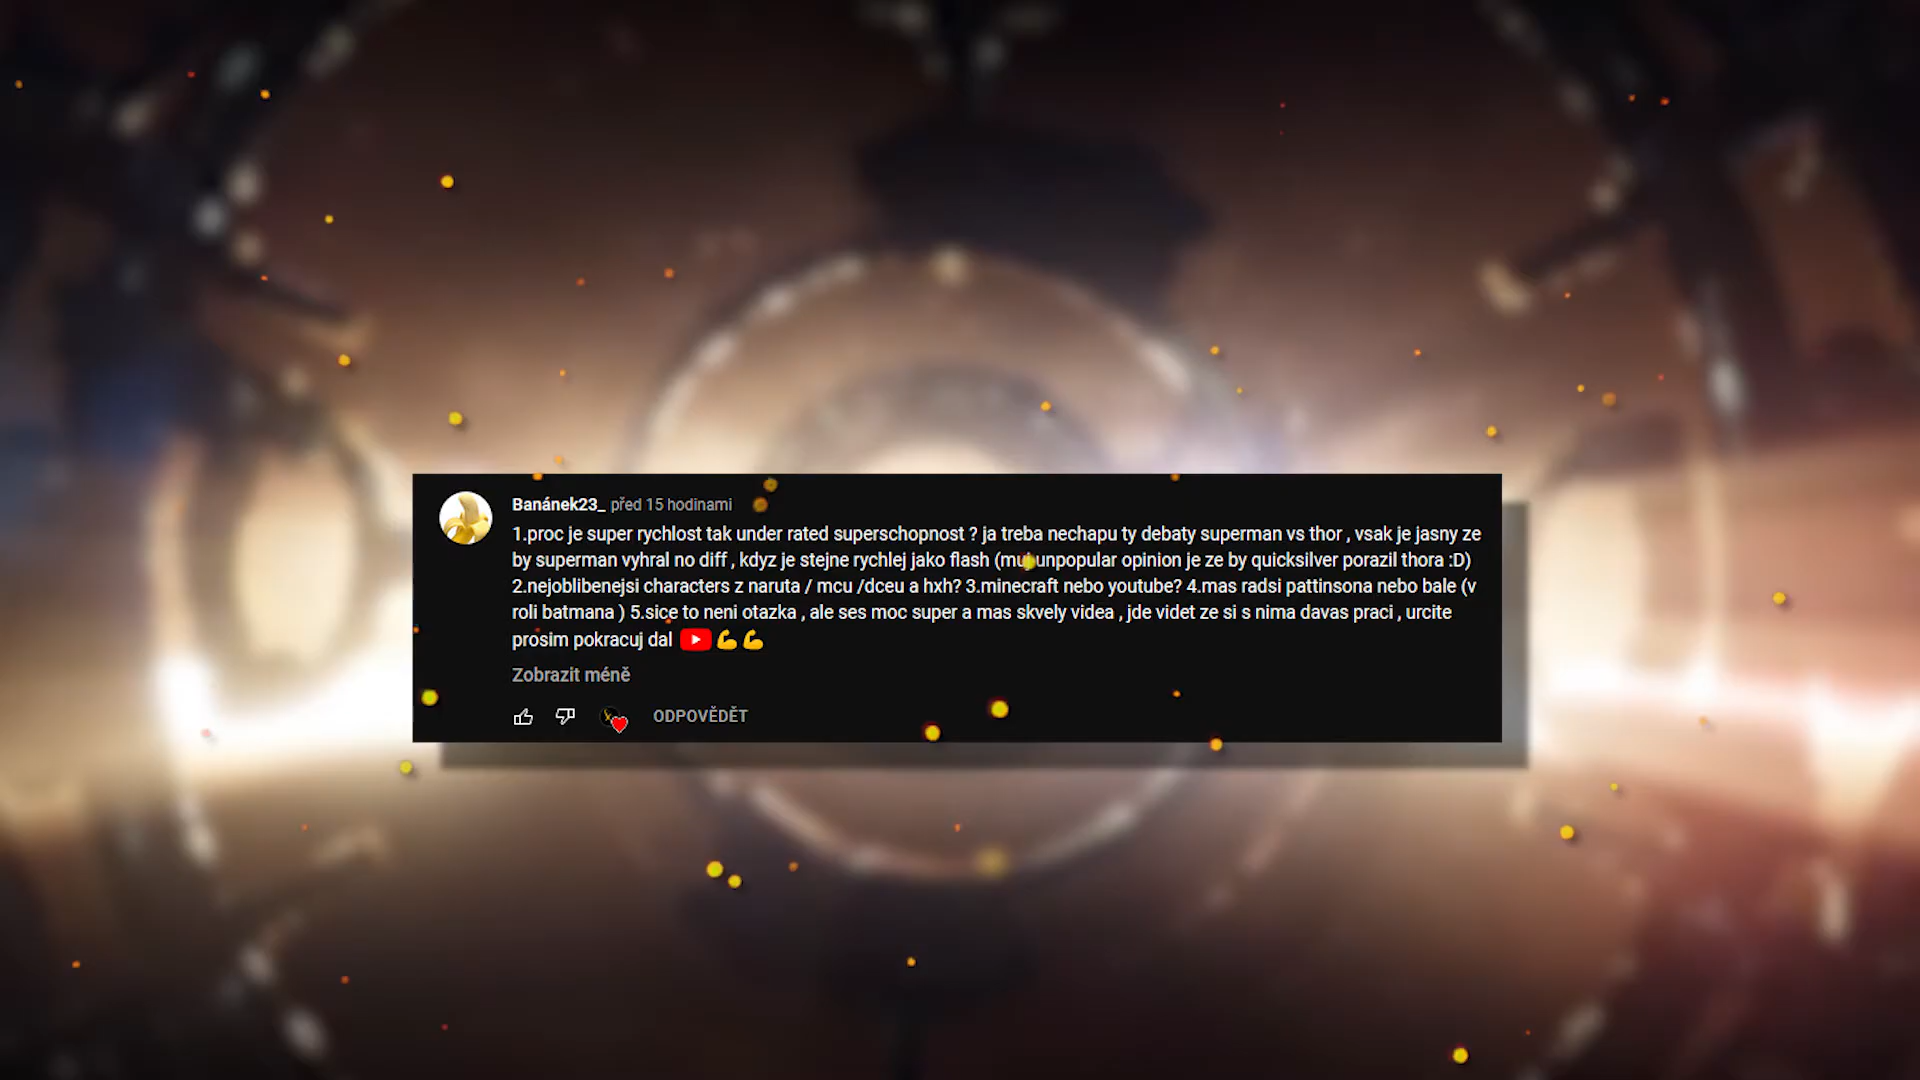 Banánek23_ před 15 hodinami
1.proc je super rychlost tak under rated superschopnost ? ja treba nechapu ty debaty superman vs thor , vsak je jasny ze
by superman vyhral no diff , kdyz je stejne rychlej jako flash (muj unpopular opinion je ze by quicksilver porazil thora :D)
2.nejoblibenejsi characters z naruta / mcu /dceu a hxh? 3.minecraft nebo youtube? 4.mas radsi pattinsona nebo bale (v
roli batmana ) 5.sice to neni otazka , ale ses moc super a mas skvely videa , jde videt ze si s nima davas praci , urcite
prosim pokracuj dal
Zobrazit méně
ODPOVĚDĚT